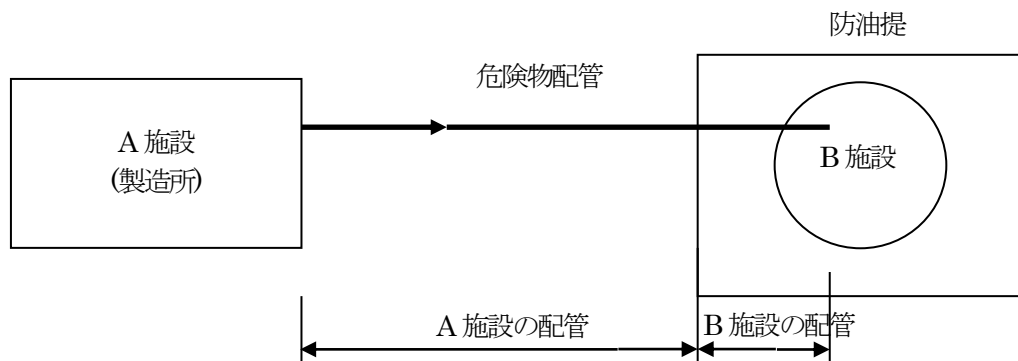 防油提
危険物配管
A 施設
(製造所)
B 施設
A 施設の配管
B 施設の配管